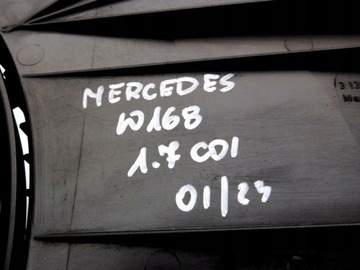 MERCEDES
W168
1.7 CDI
01/23